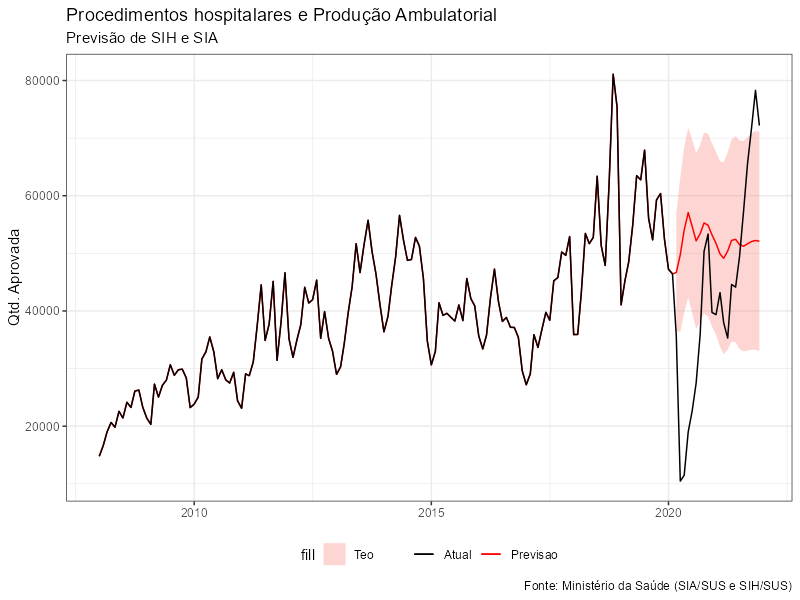 Procedimentos hospitalares e Produção Ambulatorial
Previsão de SIH e SIA
Qtd. Aprovada
80000
60000
40000
20000
2010
2015
2020
fill
Teo
Atual
Previsao
Fonte: Ministério da Saúde (SIA/SUS e SIH/SUS)